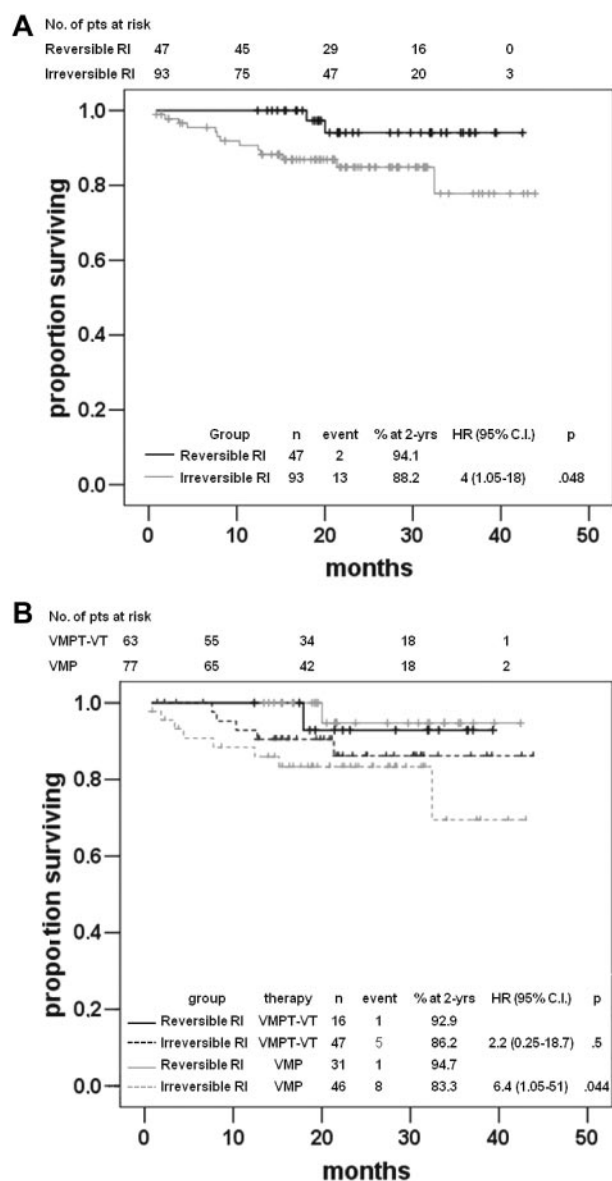 A
No. of pts at risk
Reversible RI 47 45 29 16 0
Irreversible RI 93 75 47 20 3
1.0
0.8
0.6
0.4
0.2
0.0
proportion surviving
Group n event % at 2-yrs HR (95% C.I.) p
Reversible RI 47 2 94.1
Irreversible RI 93 13 88.2 4 (1.05-18) .048
0 10 20 30 40 50
months
B
No. of pts at risk
VMPT-VT 63 55 34 18 1
VMP 77 65 42 18 2
1.0
0.8
0.6
0.4
0.2
0.0
proportion surviving
group therapy n event % at 2-yrs HR (95% C.I.) p
Reversible RI VMPT-VT 16 1 92.9
Irreversible RI VMPT-VT 47 5 86.2 2.2 (0.25-18.7) .5
Reversible RI VMP 31 1 94.7
Irreversible RI VMP 46 8 83.3 6.4 (1.05-51) .044
0 10 20 30 40 50
months